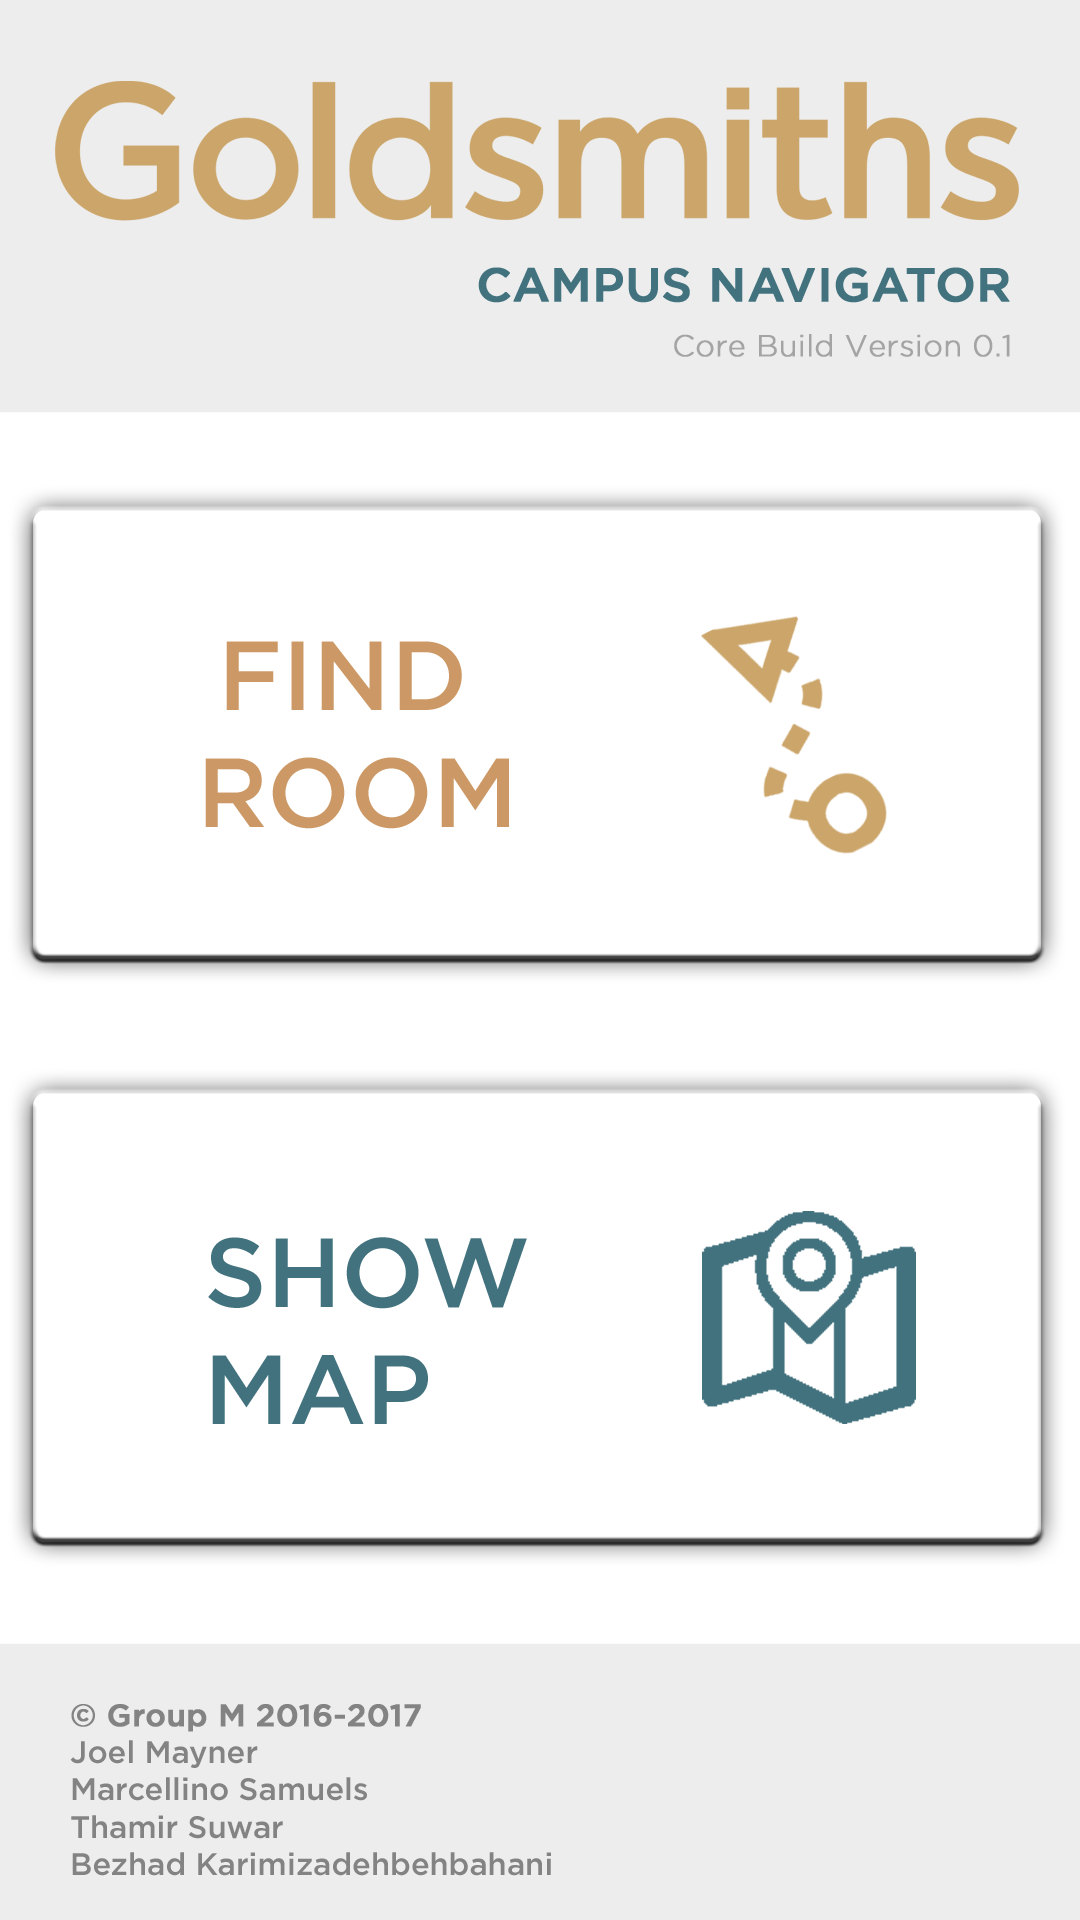 Goldsmiths
CAMPUS NAVIGATOR
Core Build Version 0.1
FIND
ROOM
SHOW
MAP
© Group M 2016-2017
Joel Mayner
Marcellino Samuels
Thamir Suwar
Bezhad Karimizadehbehbahani